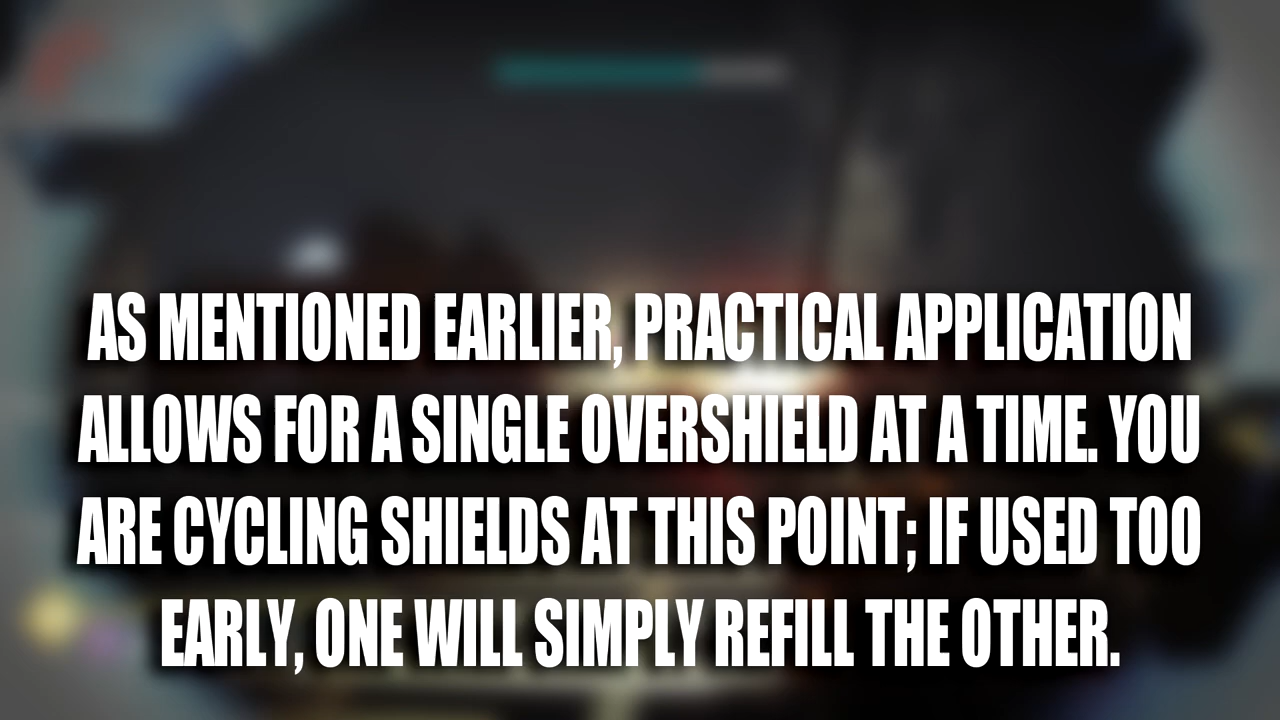 AS MENTIONED EARLIER, PRACTICAL APPLICATION
ALLOWS FOR A SINGLE OVERSHIELD AT A TIME. YOU
ARE CYCLING SHIELDS AT THIS POINT; IF USED TOO
EARLY, ONE WILL SIMPLY REFILL THE OTHER.